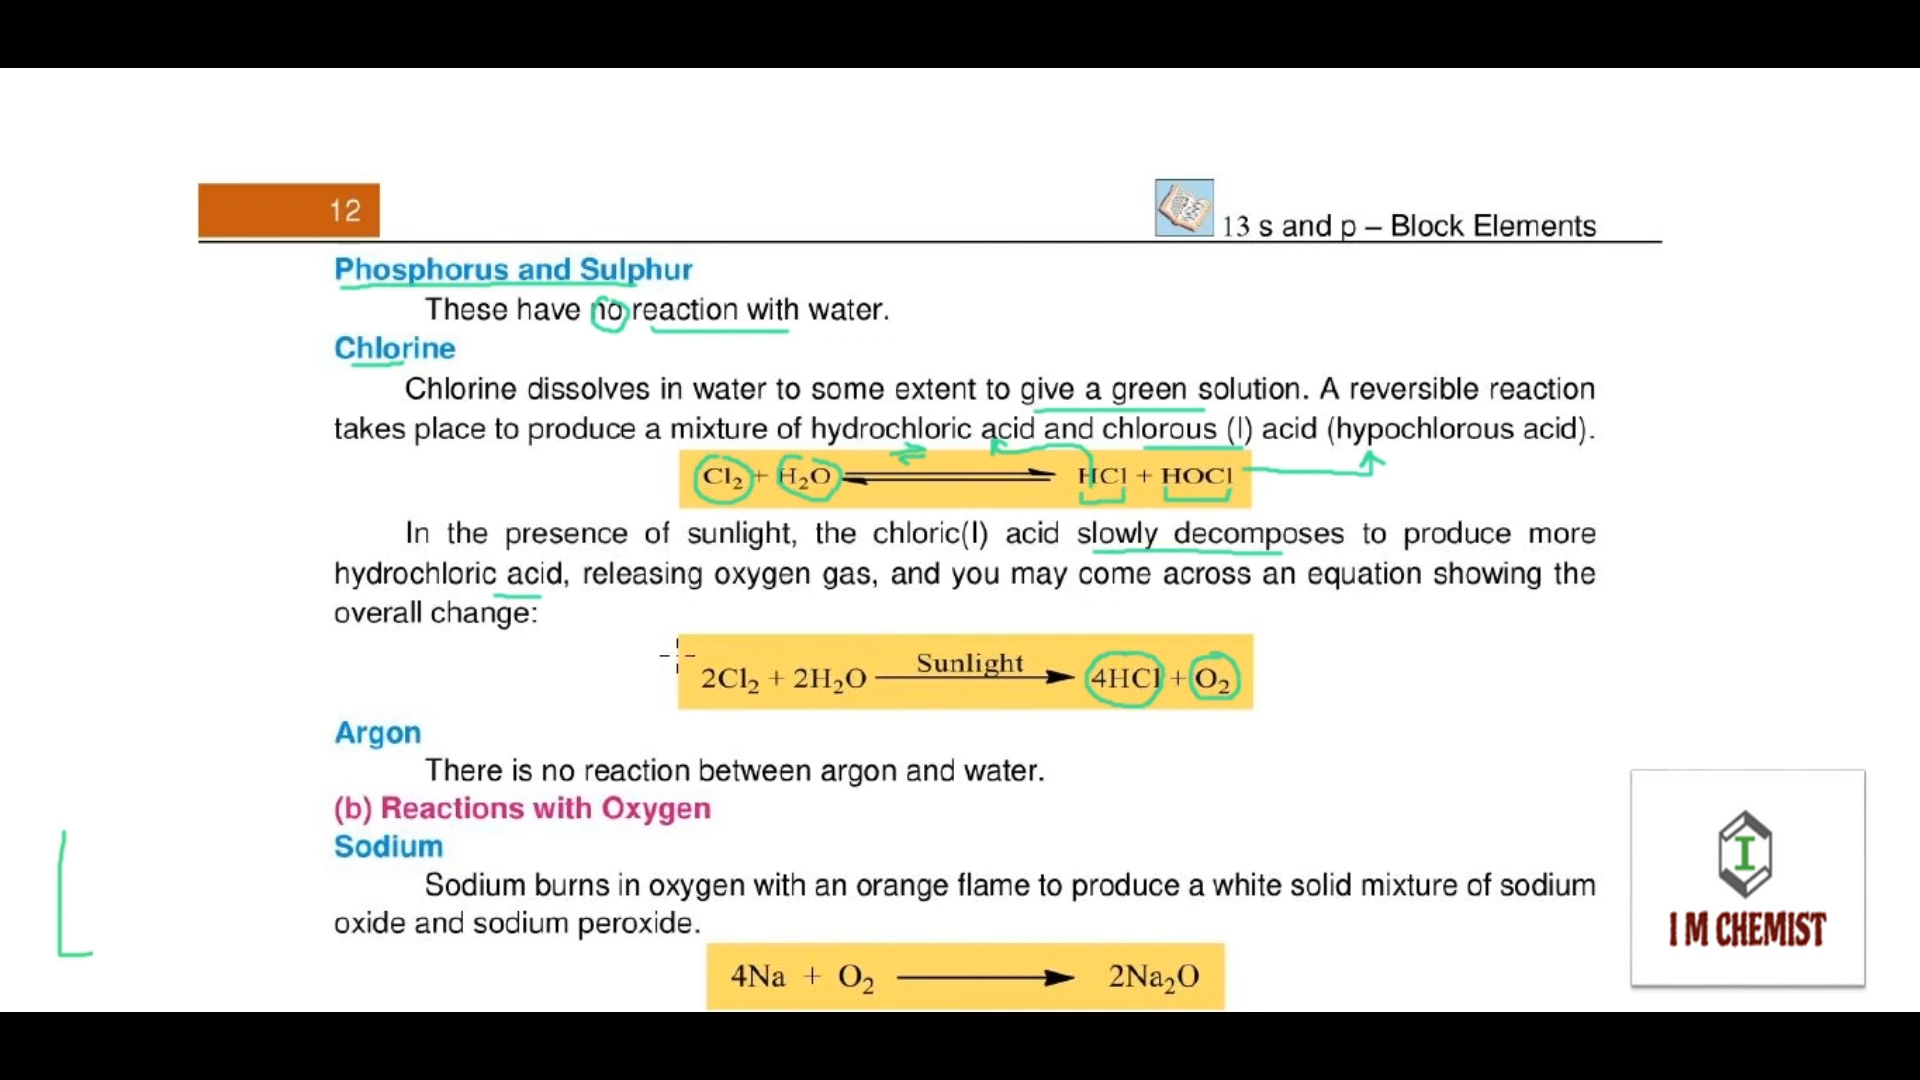 12
13 s and p – Block Elements
Phosphorus and Sulphur
These have no reaction with water.
Chlorine
Chlorine dissolves in water to some extent to give a green solution. A reversible reaction
takes place to produce a mixture of hydrochloric acid and chlorous (I) acid (hypochlorous acid).
Cl₂ + H₂O ⇌ HCl + HOCl
In the presence of sunlight, the chloric(I) acid slowly decomposes to produce more
hydrochloric acid, releasing oxygen gas, and you may come across an equation showing the
overall change:
Sunlight
2Cl₂ + 2H₂O ⟶ 4HCl + O₂
Argon
There is no reaction between argon and water.
(b) Reactions with Oxygen
Sodium
Sodium burns in oxygen with an orange flame to produce a white solid mixture of sodium
oxide and sodium peroxide.
4Na + O₂ ⟶ 2Na₂O
I
I M CHEMIST